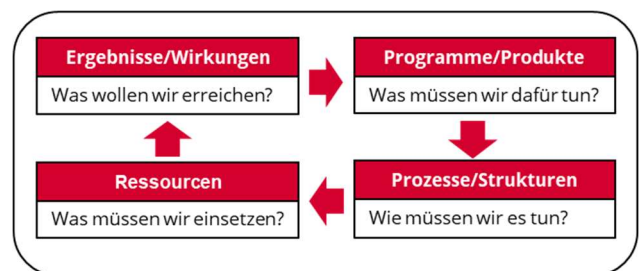 Ergebnisse/Wirkungen
Was wollen wir erreichen?
Programme/Produkte
Was müssen wir dafür tun?
Ressourcen
Was müssen wir einsetzen?
Prozesse/Strukturen
Wie müssen wir es tun?